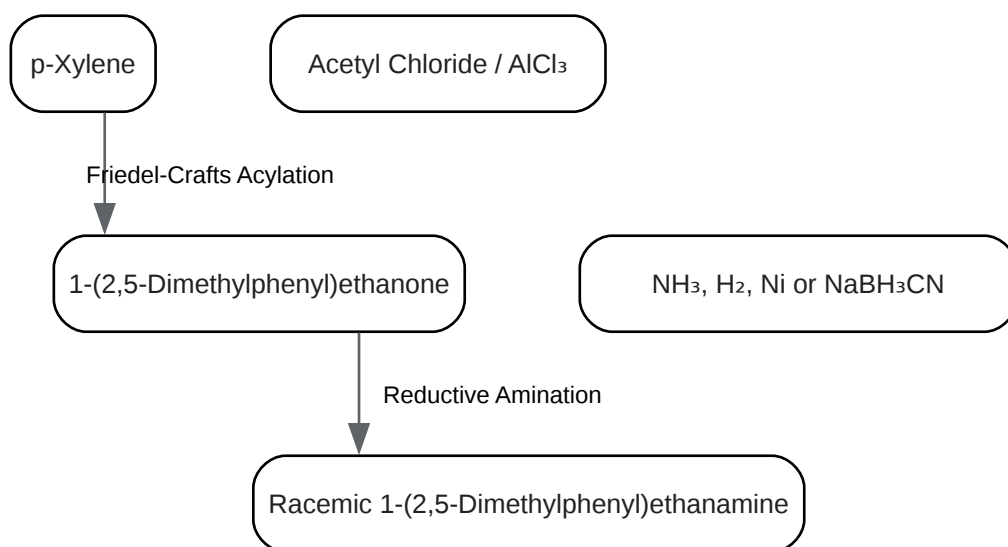 p-Xylene
Acetyl Chloride / AlCl₃
Friedel-Crafts Acylation
1-(2,5-Dimethylphenyl)ethanone
NH₃, H₂, Ni or NaBH₃CN
Reductive Amination
Racemic 1-(2,5-Dimethylphenyl)ethanamine